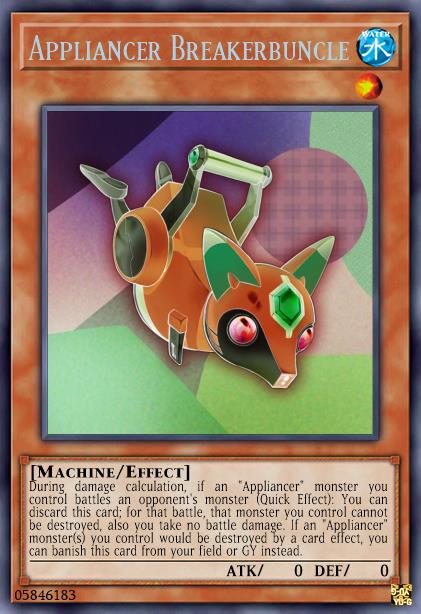 APPLIANCER BREAKERBUNCLE
WATER
水
[MACHINE/EFFECT]
During damage calculation, if an "Appliancer" monster you
control battles an opponent's monster (Quick Effect): You can
discard this card; for that battle, that monster you control cannot
be destroyed, also you take no battle damage. If an "Appliancer"
monster(s) you control would be destroyed by a card effect, you
can banish this card from your field or GY instead.
ATK/ 0 DEF/ 0
05846183